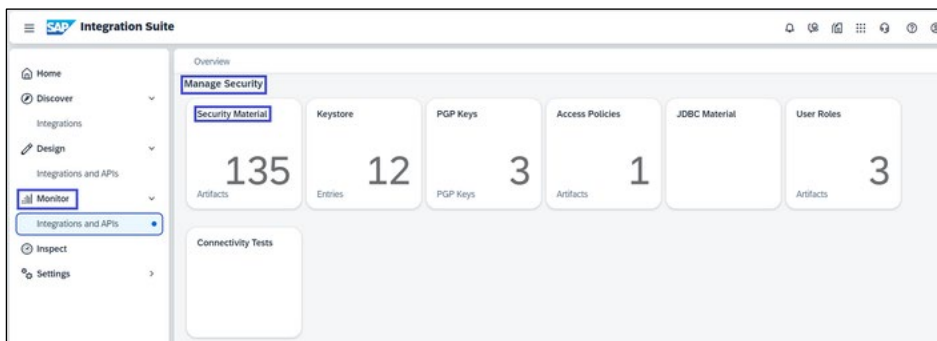 SAP Integration Suite
Home
Discover
Integrations
Design
Integrations and APIs
Monitor
Integrations and APIs
Inspect
Settings
Overview
Manage Security
Security Material
135
Artifacts
Keystore
12
Entries
PGP Keys
3
PGP Keys
Access Policies
1
Artifacts
JDBC Material
User Roles
3
Artifacts
Connectivity Tests